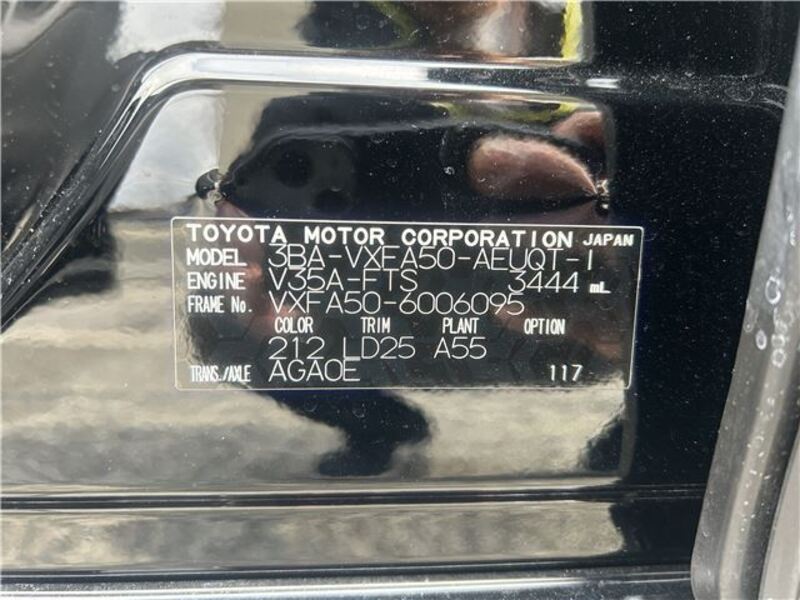 TOYOTA MOTOR CORPORATION JAPAN
MODEL 3BA-VXFA50-AEUQT-I
ENGINE V35A-FTS 3444 mL
FRAME No. VXFA50-6006095
COLOR TRIM PLANT OPTION
212 LD25 A55
TRANS./AXLE AGA0E 117